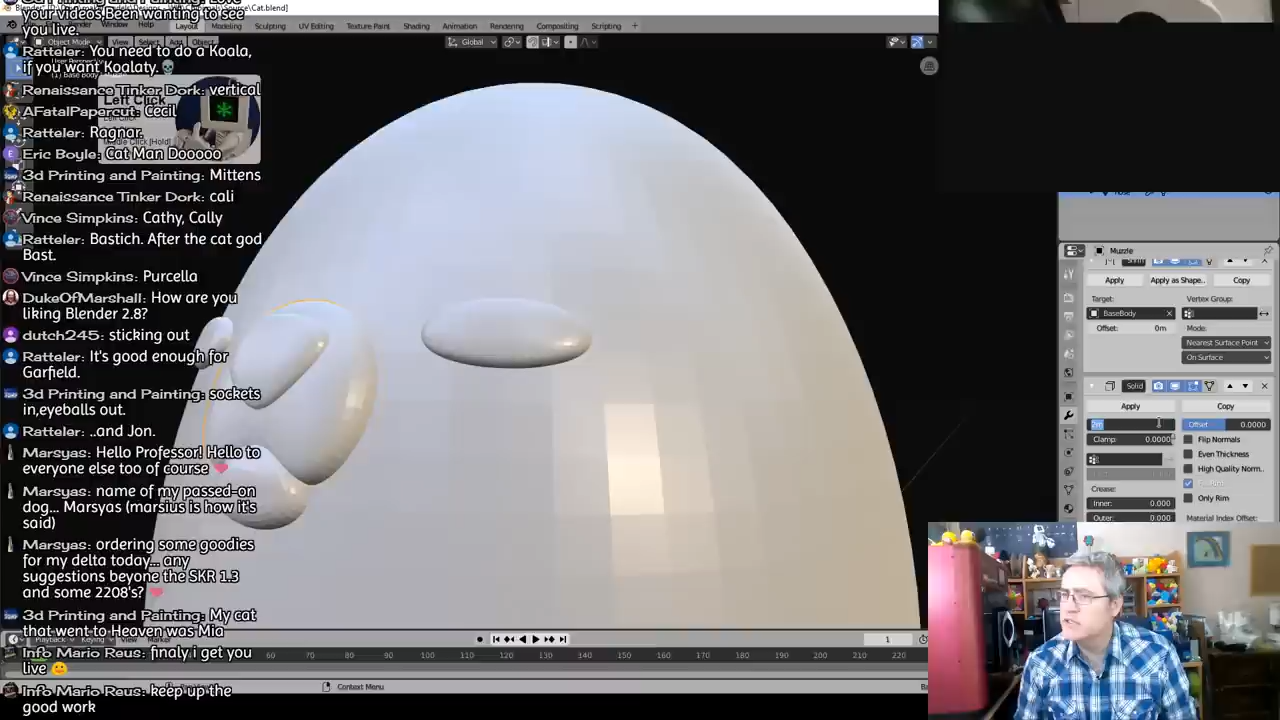 your videos,Been wanting to see
you live.
Ratteler: You need to do a Koala,
if you want Koalaty. 💀
Renaissance Tinker Dork: vertical
AFatalPapercut: Cecil
Ratteler: Ragnar.
Eric Boyle: Cat Man Dooooo
3d Printing and Painting: Mittens
Renaissance Tinker Dork: cali
Vince Simpkins: Cathy, Cally
Ratteler: Bastich. After the cat god
Bast.
Vince Simpkins: Purcella
DukeOfMarshall: How are you
liking Blender 2.8?
dutch245: sticking out
Ratteler: It's good enough for
Garfield.
3d Printing and Painting: sockets
in,eyeballs out.
Ratteler: ..and Jon.
Marsyas: Hello Professor! Hello to
everyone else too of course
Marsyas: name of my passed-on
dog... Marsyas (marsius is how it's
said)
Marsyas: ordering some goodies
for my delta today... any
suggestions beyone the SKR 1.3
and some 2208's?
3d Printing and Painting: My cat
that went to Heaven was Mia
Info Mario Reus: finaly i get you
live 🙂
Info Mario Reus: keep up the
good work
Layout Modeling Sculpting UV Editing Texture Paint Shading Animation Rendering Compositing Scripting +
Global
Left Click
Middle Click [Hold]
Muzzle
Apply Apply as Shape.. Copy
Target: Vertex Group:
BaseBody
Offset: 0m Mode:
Nearest Surface Point
On Surface
Solid
Apply Copy
Offset 0.0000
Clamp: 0.0000 Flip Normals
Even Thickness
High Quality Norm..
Crease:
Only Rim
Inner: 0.000
Outer: 0.000 Material Index Offset:
1
60 70 80 90 100 110 120 130 140 150 160 170 180 190 200 210 220
Context Menu